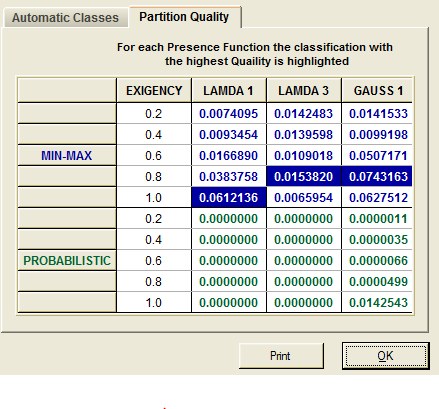 Automatic Classes Partition Quality
For each Presence Function the classification with
the highest Quaility is highlighted
EXIGENCY LAMDA 1 LAMDA 3 GAUSS 1
0.2 0.0074095 0.0142483 0.0141533
0.4 0.0093454 0.0139598 0.0099198
MIN-MAX 0.6 0.0166890 0.0109018 0.0507171
0.8 0.0383758 0.0153820 0.0743163
1.0 0.0612136 0.0065954 0.0627512
0.2 0.0000000 0.0000000 0.0000011
0.4 0.0000000 0.0000000 0.0000035
PROBABILISTIC 0.6 0.0000000 0.0000000 0.0000066
0.8 0.0000000 0.0000000 0.0000499
1.0 0.0000000 0.0000000 0.0142543
Print OK